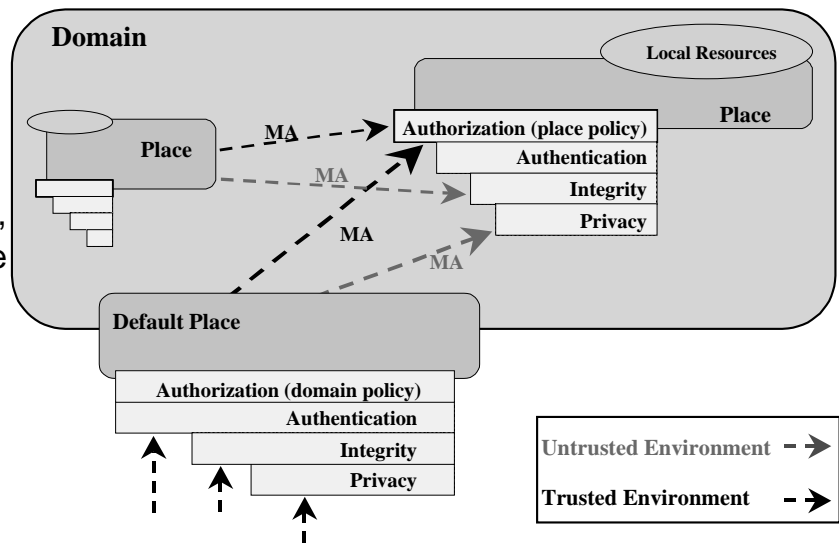 Domain
Local Resources
Place
Place
MA
Authorization (place policy)
Authentication
MA
Integrity
Privacy
MA
MA
,
e
Default Place
Authorization (domain policy)
Authentication
Integrity
Privacy
Untrusted Environment
Trusted Environment